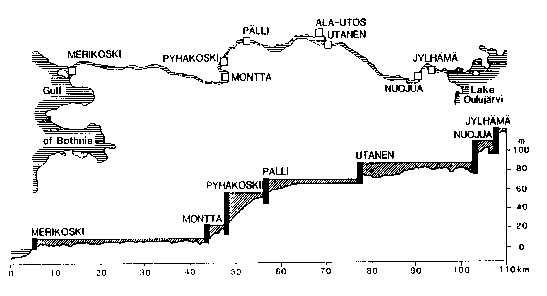 ALA-UTOS
PÄLLI
UTANEN
MERIKOSKI
PYHAKOSKI
JYLHÄMÄ
MONTTA
Gulf
NUOJUA
Lake
Oulujärvi
of Bothnia
JYLHÄMÄ
NUOJUA
m
100
UTANEN
PALLI
80
PYHAKOSKI
60
40
MONTTA
20
MERIKOSKI
0
0 10 20 30 40 50 60 70 80 90 100 110 km